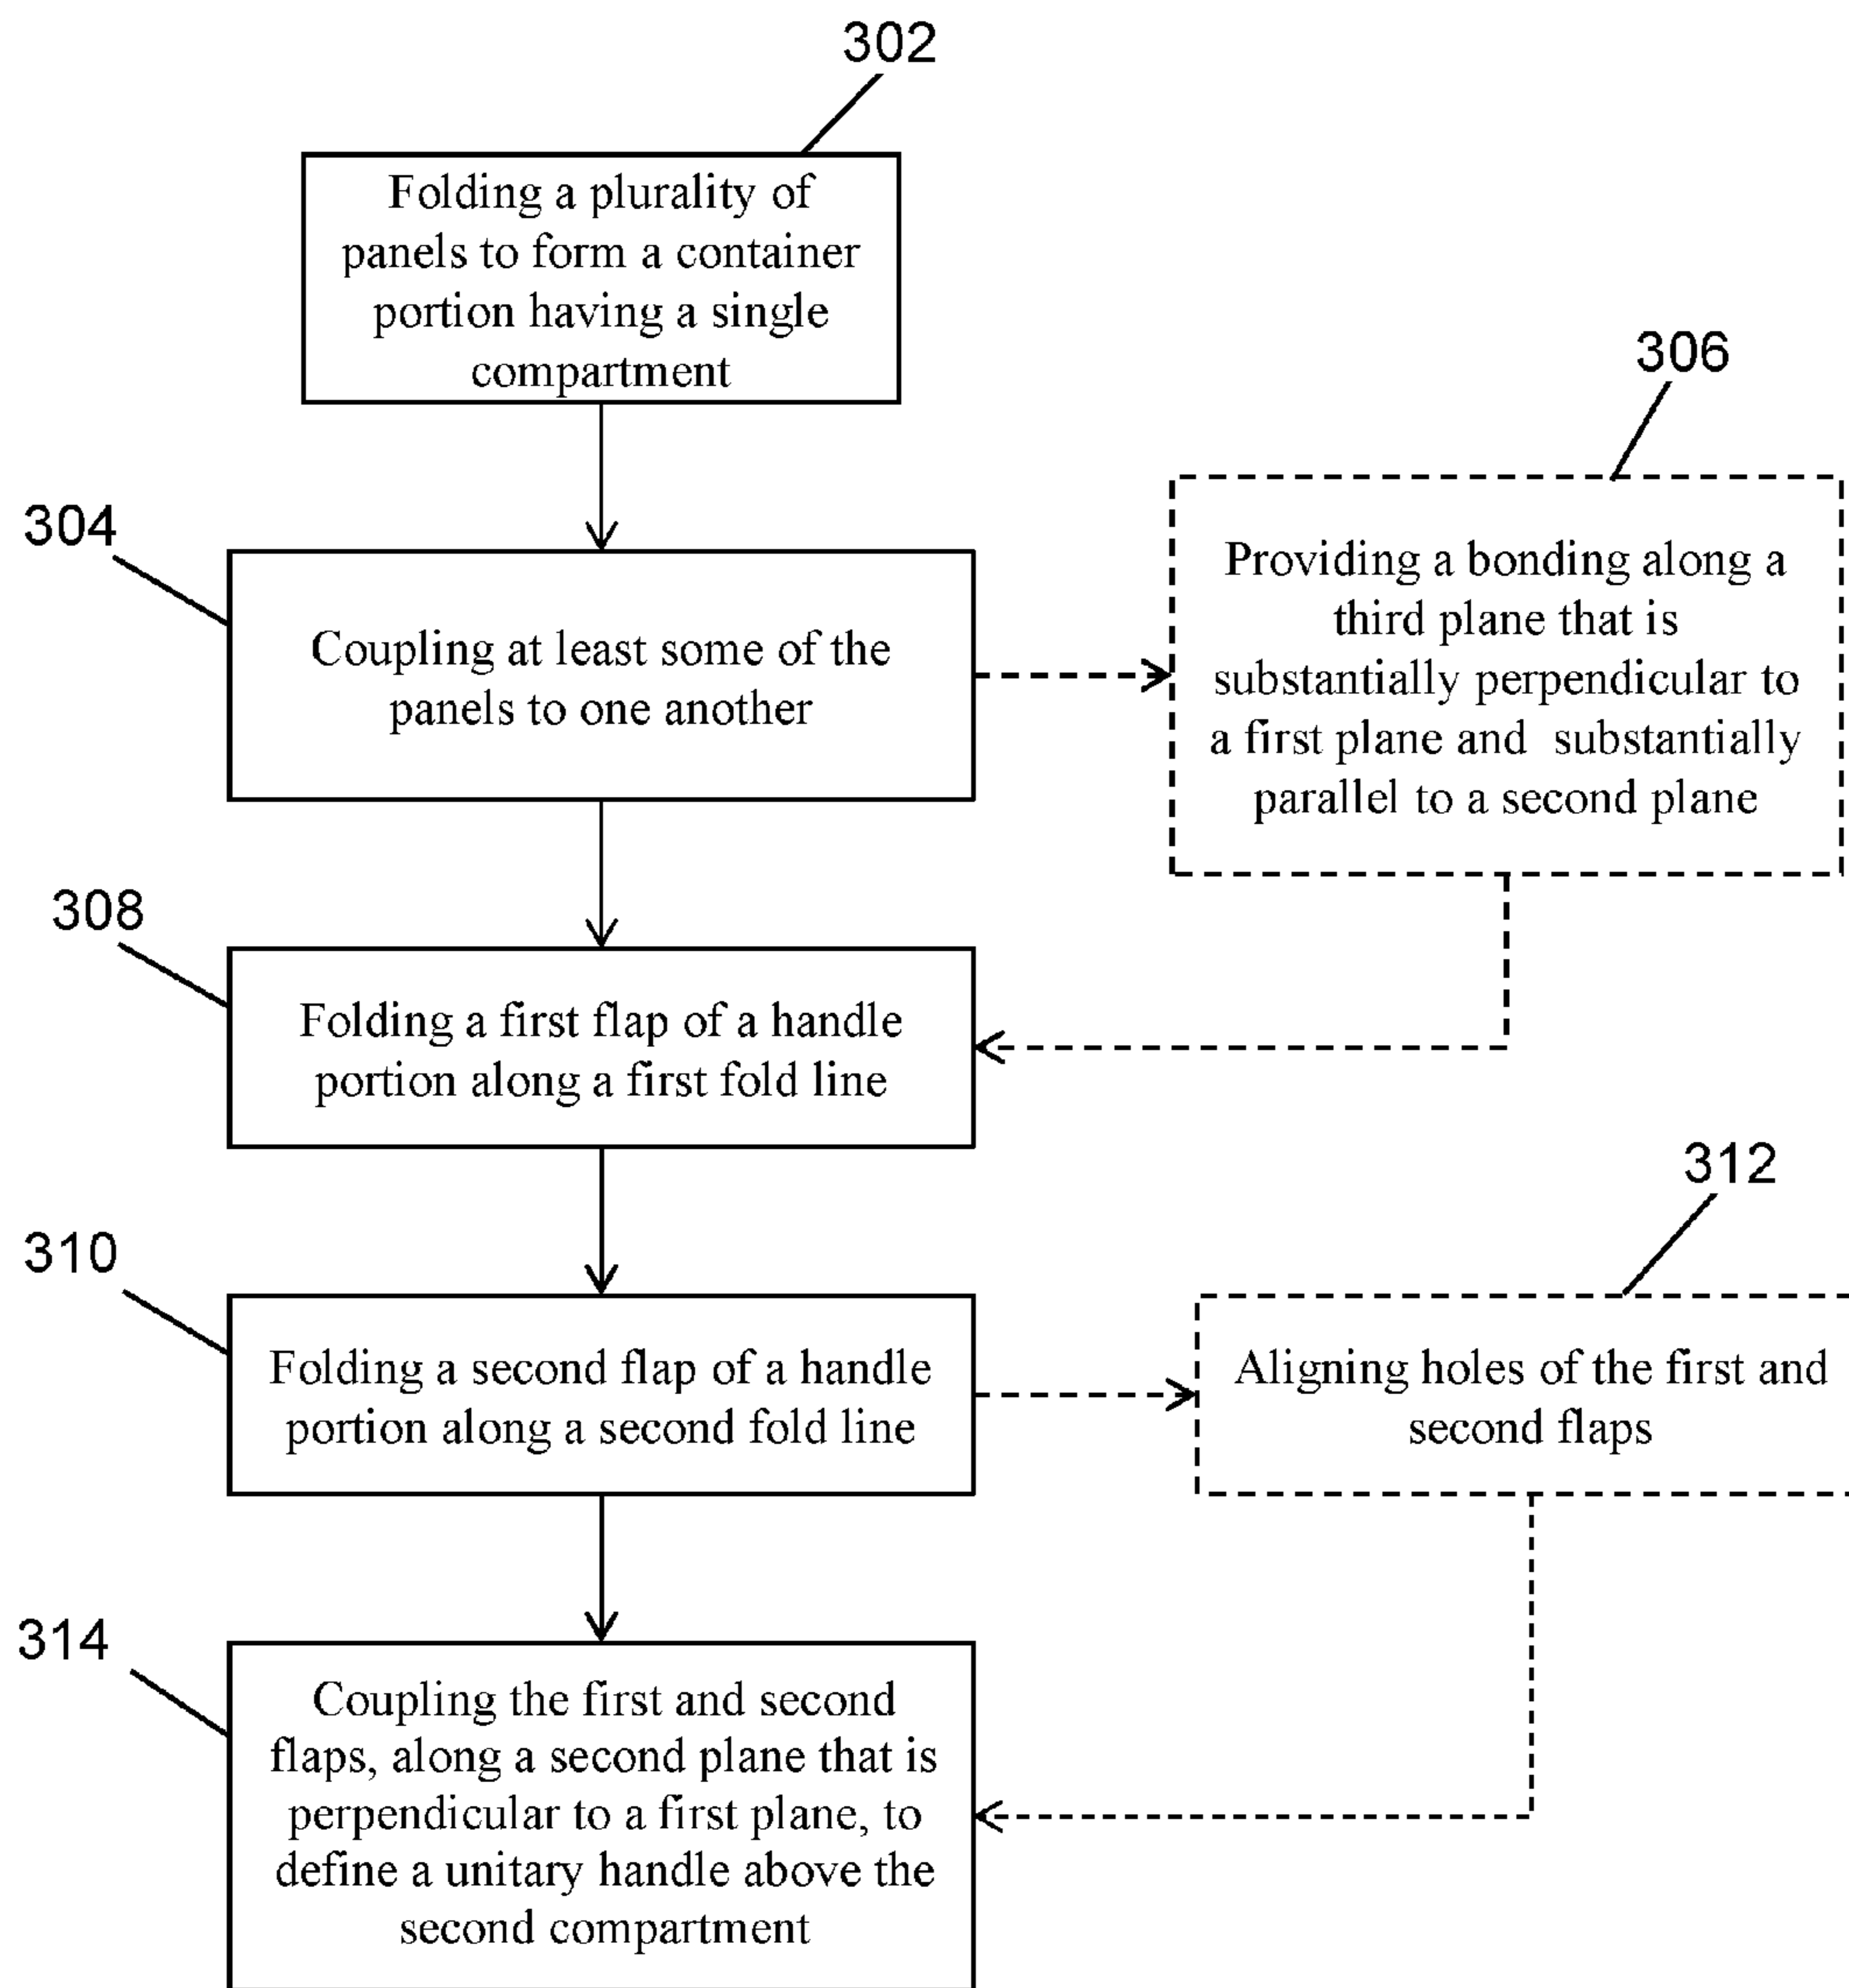 302
Folding a plurality of
panels to form a container
portion having a single
compartment
304
Coupling at least some of the
panels to one another
306
Providing a bonding along a
third plane that is
substantially perpendicular to
a first plane and substantially
parallel to a second plane
308
Folding a first flap of a handle
portion along a first fold line
310
Folding a second flap of a handle
portion along a second fold line
312
Aligning holes of the first and
second flaps
314
Coupling the first and second
flaps, along a second plane that is
perpendicular to a first plane, to
define a unitary handle above the
second compartment